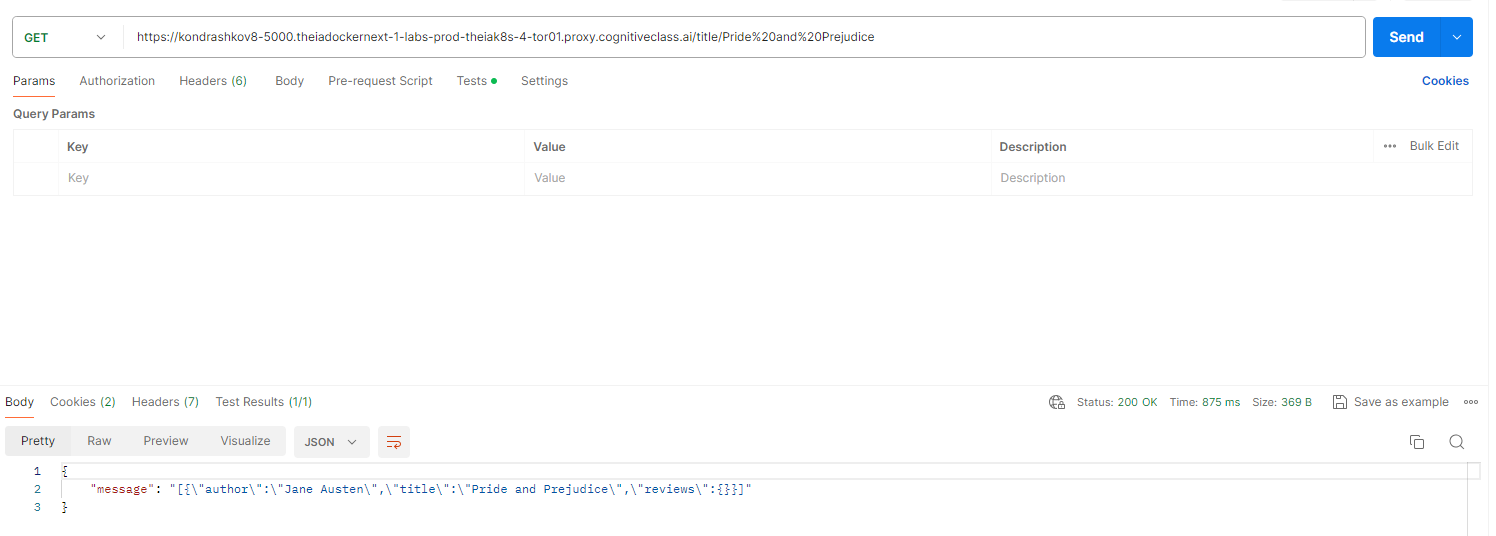 GET https://kondrashkov8-5000.theiadockernext-1-labs-prod-theiak8s-4-tor01.proxy.cognitiveclass.ai/title/Pride%20and%20Prejudice Send
Params Authorization Headers (6) Body Pre-request Script Tests Settings Cookies
Query Params
Key Value Description Bulk Edit
Key Value Description
Body Cookies (2) Headers (7) Test Results (1/1) Status: 200 OK Time: 875 ms Size: 369 B Save as example
Pretty Raw Preview Visualize JSON
1 {
2 "message": "[{\"author\":\"Jane Austen\",\"title\":\"Pride and Prejudice\",\"reviews\":{}}]"
3 }